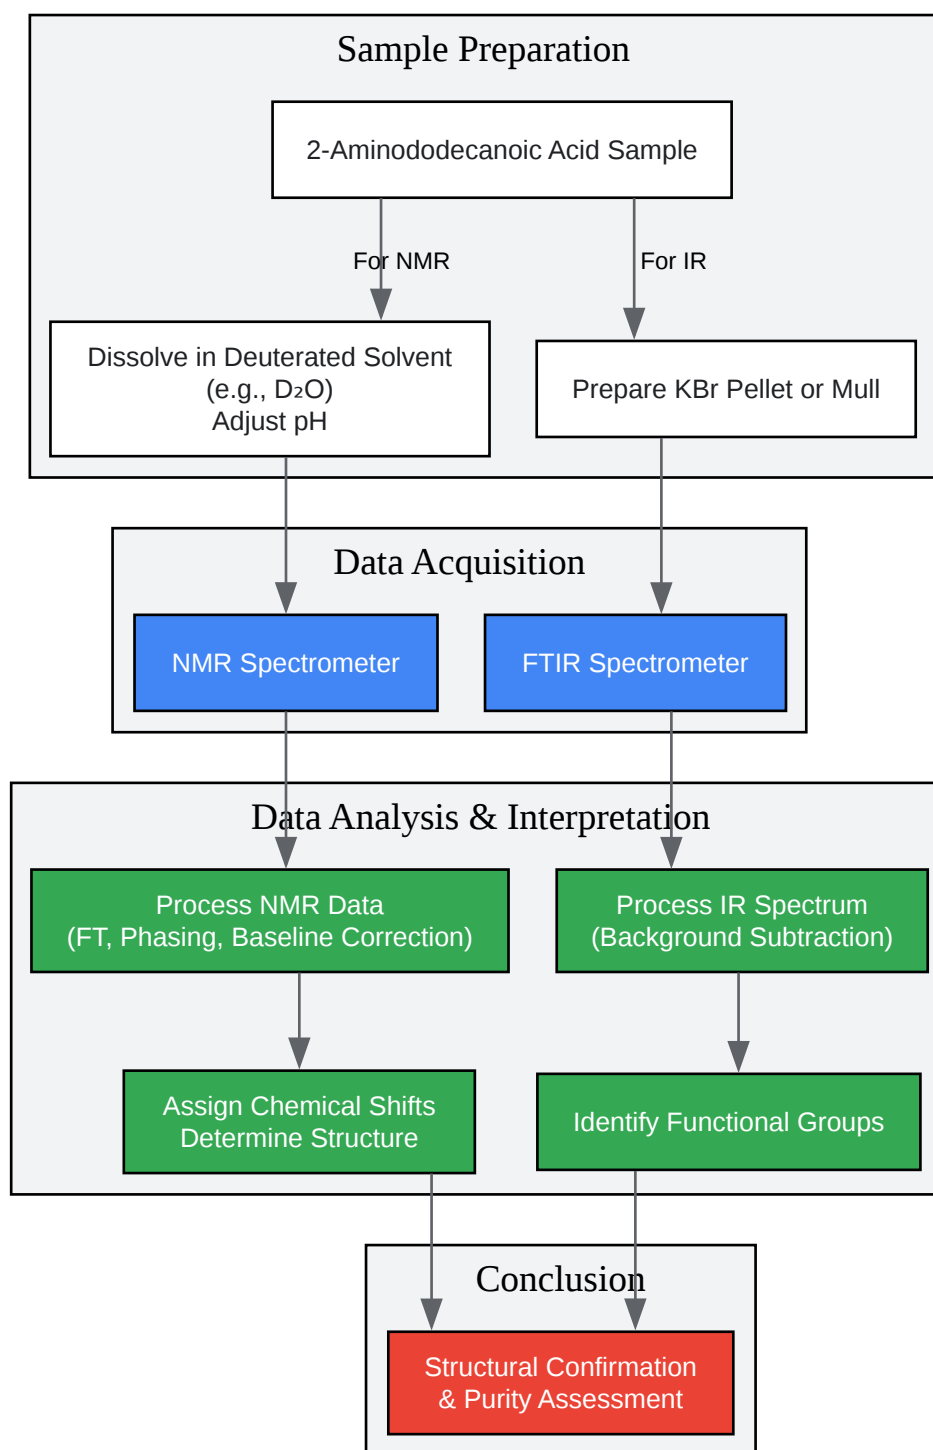 Sample Preparation
2-Aminododecanoic Acid Sample
For NMR
For IR
Dissolve in Deuterated Solvent
(e.g., D₂O)
Adjust pH
Prepare KBr Pellet or Mull
Data Acquisition
NMR Spectrometer
FTIR Spectrometer
Data Analysis & Interpretation
Process NMR Data
(FT, Phasing, Baseline Correction)
Process IR Spectrum
(Background Subtraction)
Assign Chemical Shifts
Determine Structure
Identify Functional Groups
Conclusion
Structural Confirmation
& Purity Assessment